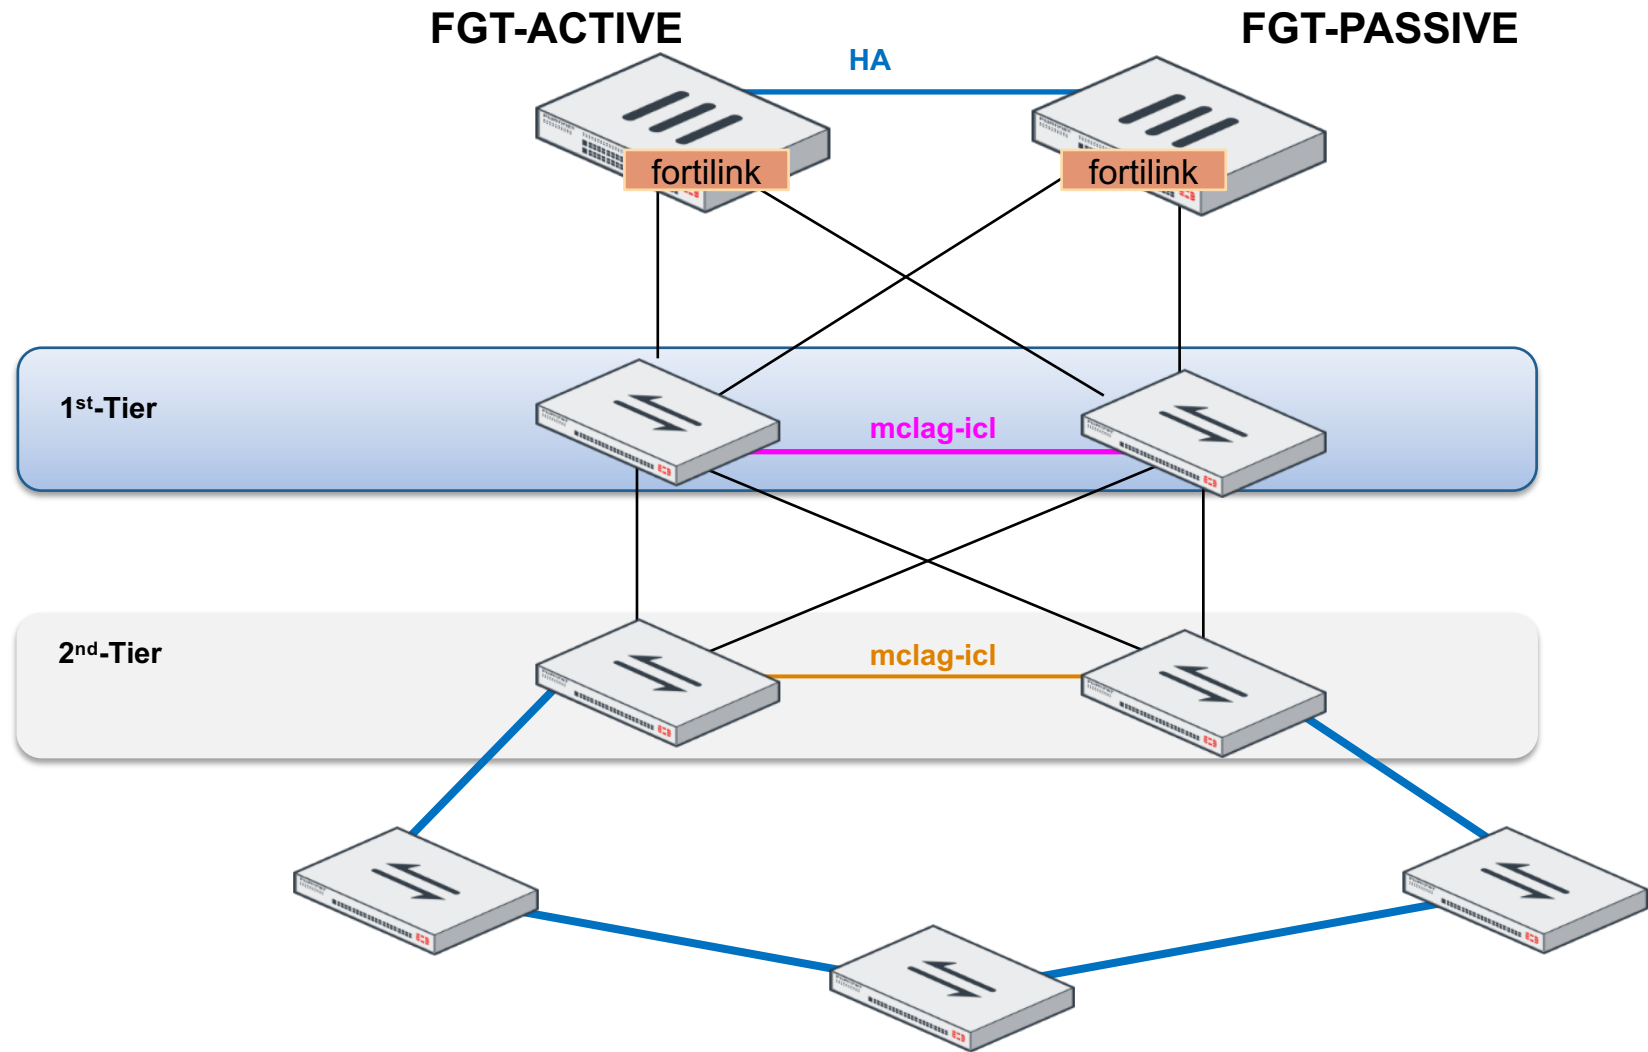 FGT-ACTIVE
FGT-PASSIVE
HA
fortilink
fortilink
1st-Tier
mclag-icl
2nd-Tier
mclag-icl